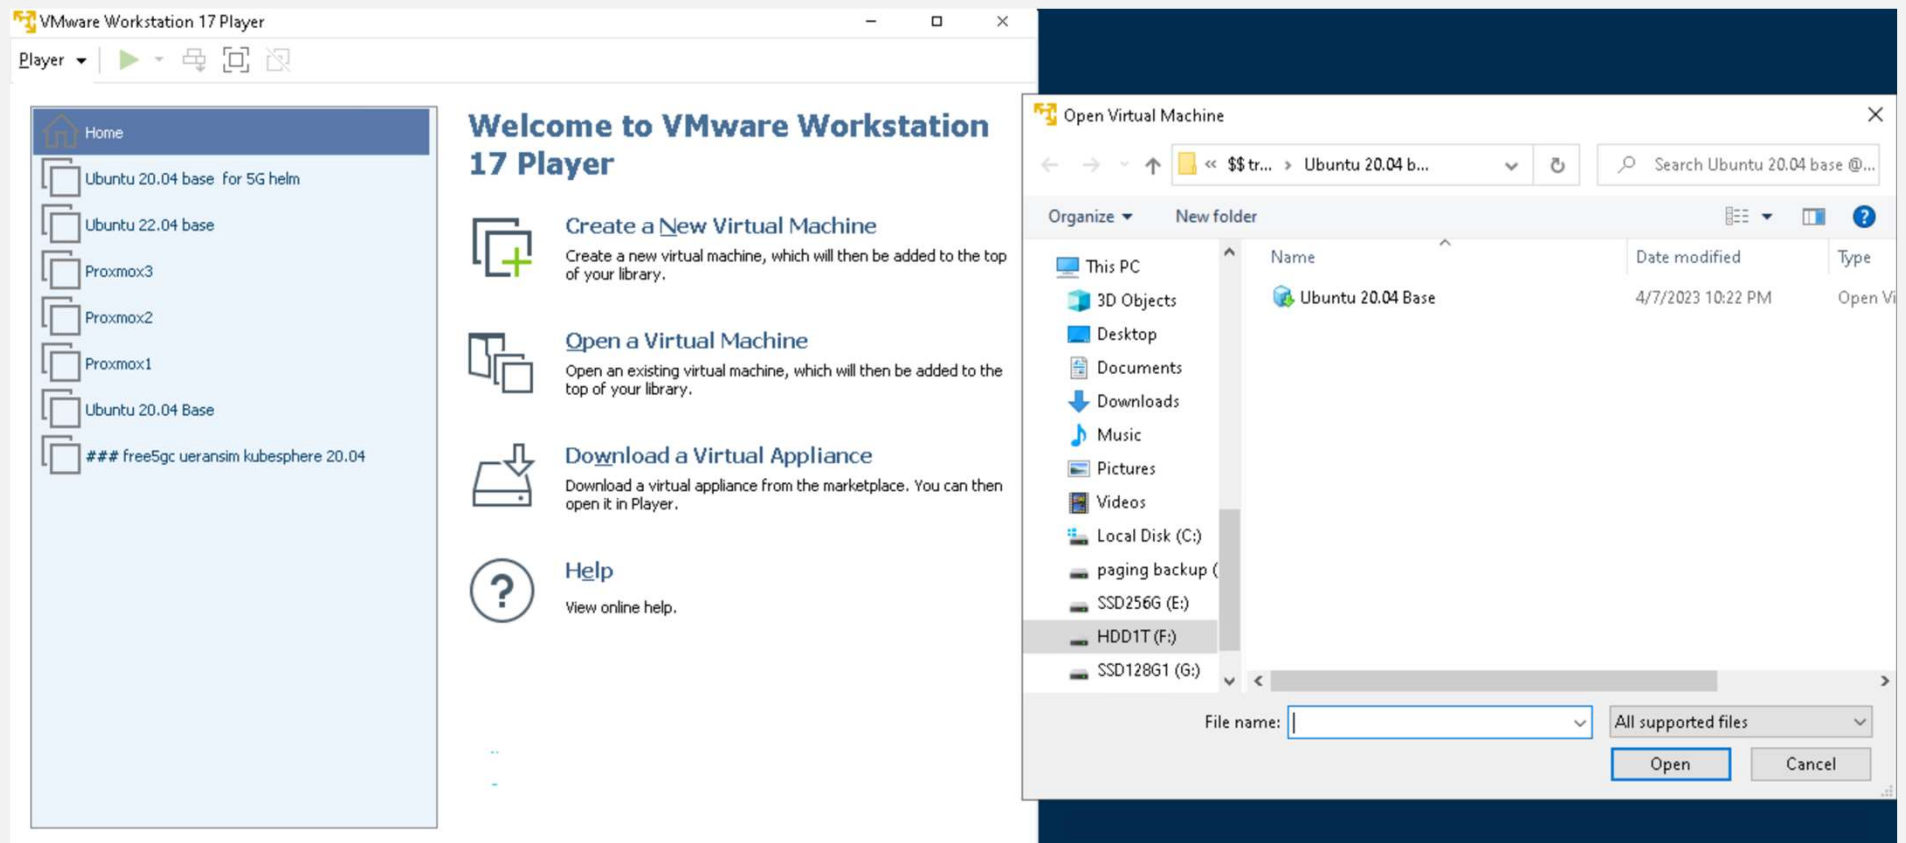 VMware Workstation 17 Player
Player
Home
Ubuntu 20.04 base  for 5G helm
Ubuntu 22.04 base
Proxmox3
Proxmox2
Proxmox1
Ubuntu 20.04 Base
### free5gc ueransim kubesphere 20.04
Welcome to VMware Workstation
17 Player
Create a New Virtual Machine
Create a new virtual machine, which will then be added to the top
of your library.
Open a Virtual Machine
Open an existing virtual machine, which will then be added to the
top of your library.
Download a Virtual Appliance
Download a virtual appliance from the marketplace. You can then
open it in Player.
Help
View online help.
Open Virtual Machine
« $$ tr... › Ubuntu 20.04 b...
Search Ubuntu 20.04 base @...
Organize New folder
Name Date modified Type
Ubuntu 20.04 Base 4/7/2023 10:22 PM Open Vi
This PC
3D Objects
Desktop
Documents
Downloads
Music
Pictures
Videos
Local Disk (C:)
paging backup (
SSD256G (E:)
HDD1T (F:)
SSD128G1 (G:)
File name: All supported files
Open Cancel